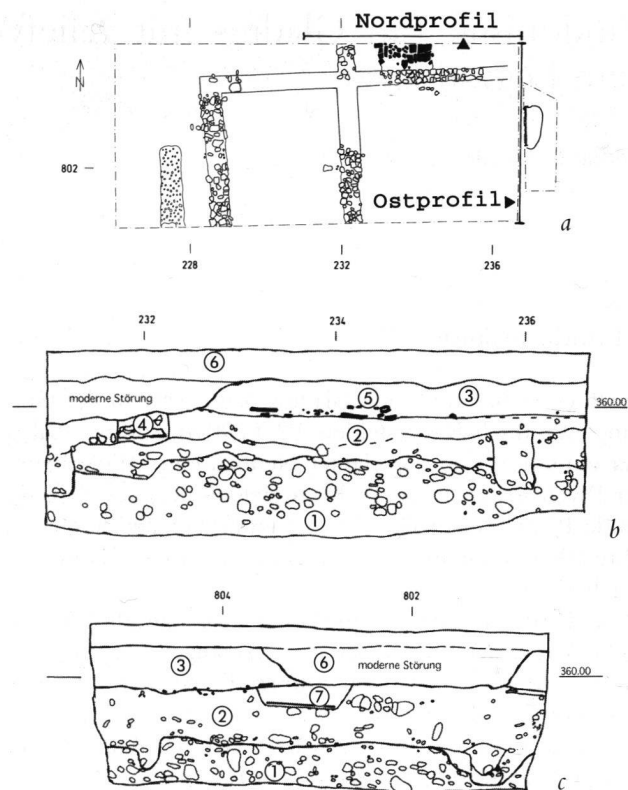 Nordprofil
N
802
Ostprofil
a
228 232 236
232 234 236
6
moderne Störung 5 3 360.00
4
2
1
b
804 802
3 6 moderne Störung 360.00
7
A
2
1
c